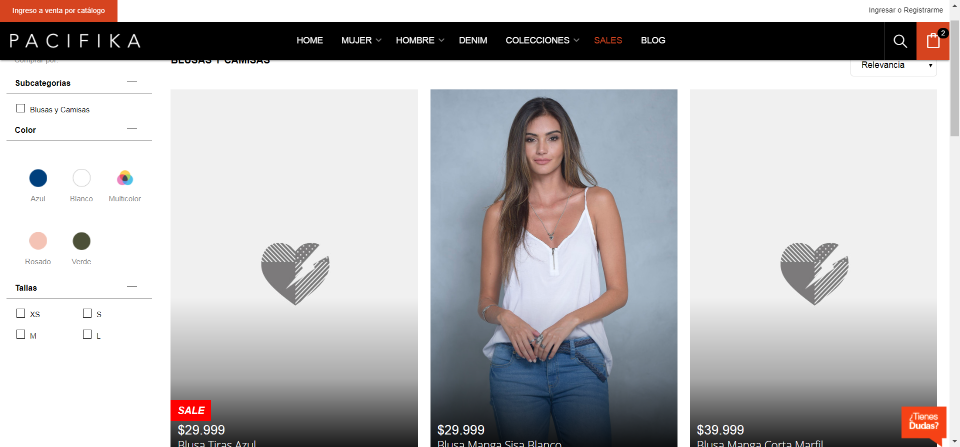 Ingreso a venta por catálogo
Ingresar o Registrarme
PACIFIKA
HOME
MUJER
HOMBRE
DENIM
COLECCIONES
SALES
BLOG
2
Comprar por
BLUSAS Y CAMISAS
Relevancia
Subcategorías
Blusas y Camisas
Color
Azul
Blanco
Multicolor
Rosado
Verde
Tallas
XS
S
M
L
SALE
$29.999
Blusa Tiras Azul
$29.999
Blusa Manga Sisa Blanco
$39.999
Blusa Manga Corta Marfil
¿Tienes
Dudas?